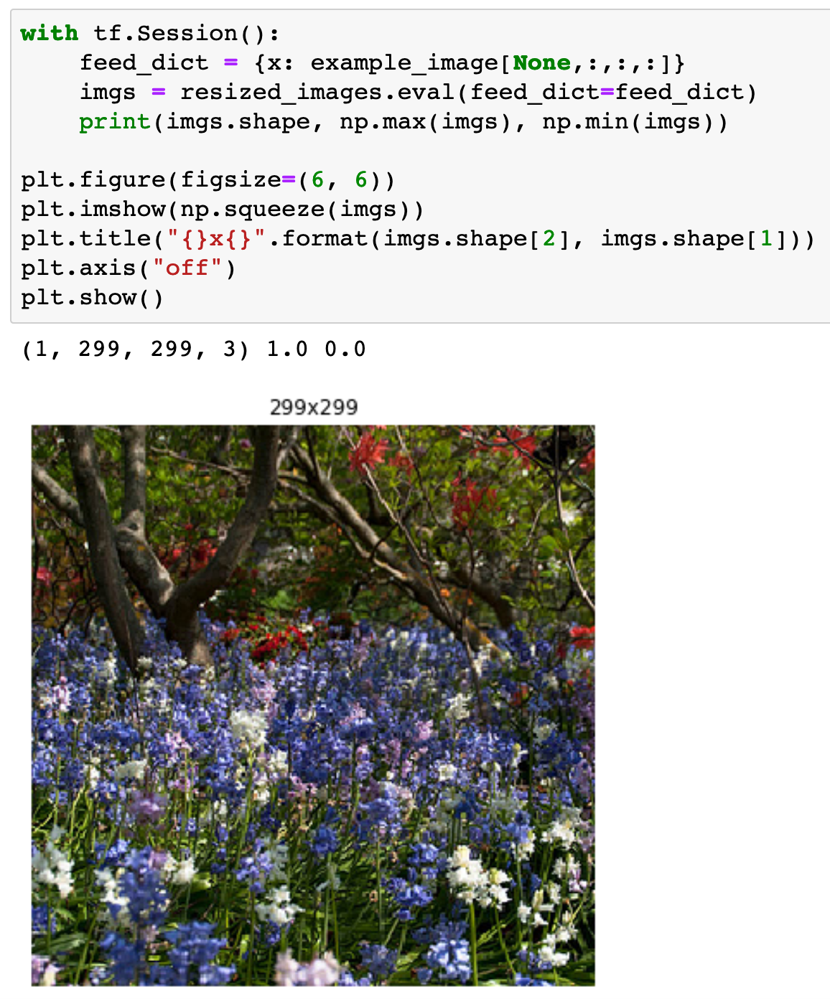 with tf.Session():
    feed_dict = {x: example_image[None,:,:,:]}
    imgs = resized_images.eval(feed_dict=feed_dict)
    print(imgs.shape, np.max(imgs), np.min(imgs))
plt.figure(figsize=(6, 6))
plt.imshow(np.squeeze(imgs))
plt.title("{}x{}".format(imgs.shape[2], imgs.shape[1]))
plt.axis("off")
plt.show()
(1, 299, 299, 3) 1.0 0.0
299x299